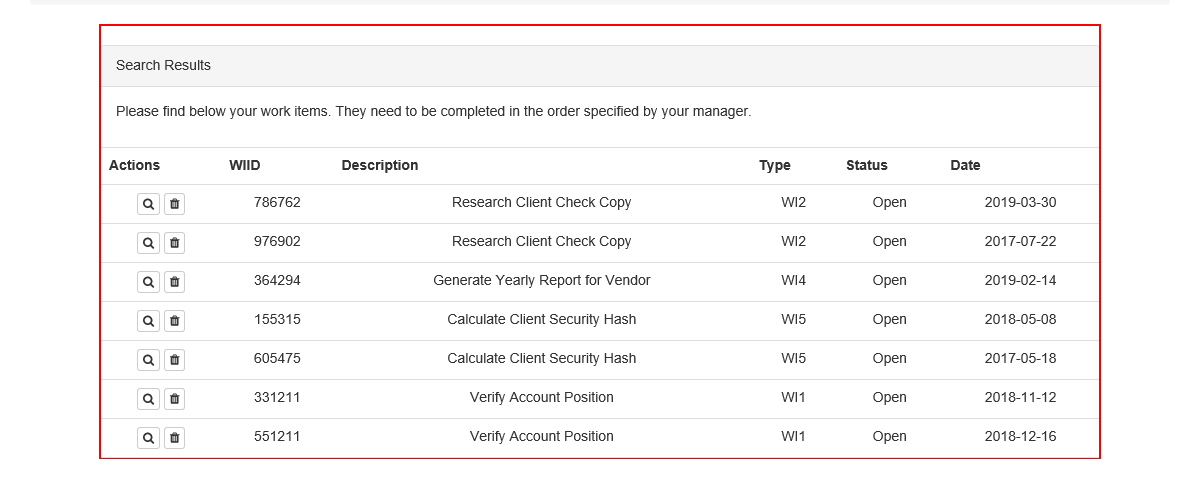 Search Results
Please find below your work items. They need to be completed in the order specified by your manager.
Actions WIID Description Type Status Date
786762 Research Client Check Copy WI2 Open 2019-03-30
976902 Research Client Check Copy WI2 Open 2017-07-22
364294 Generate Yearly Report for Vendor WI4 Open 2019-02-14
155315 Calculate Client Security Hash WI5 Open 2018-05-08
605475 Calculate Client Security Hash WI5 Open 2017-05-18
331211 Verify Account Position WI1 Open 2018-11-12
551211 Verify Account Position WI1 Open 2018-12-16